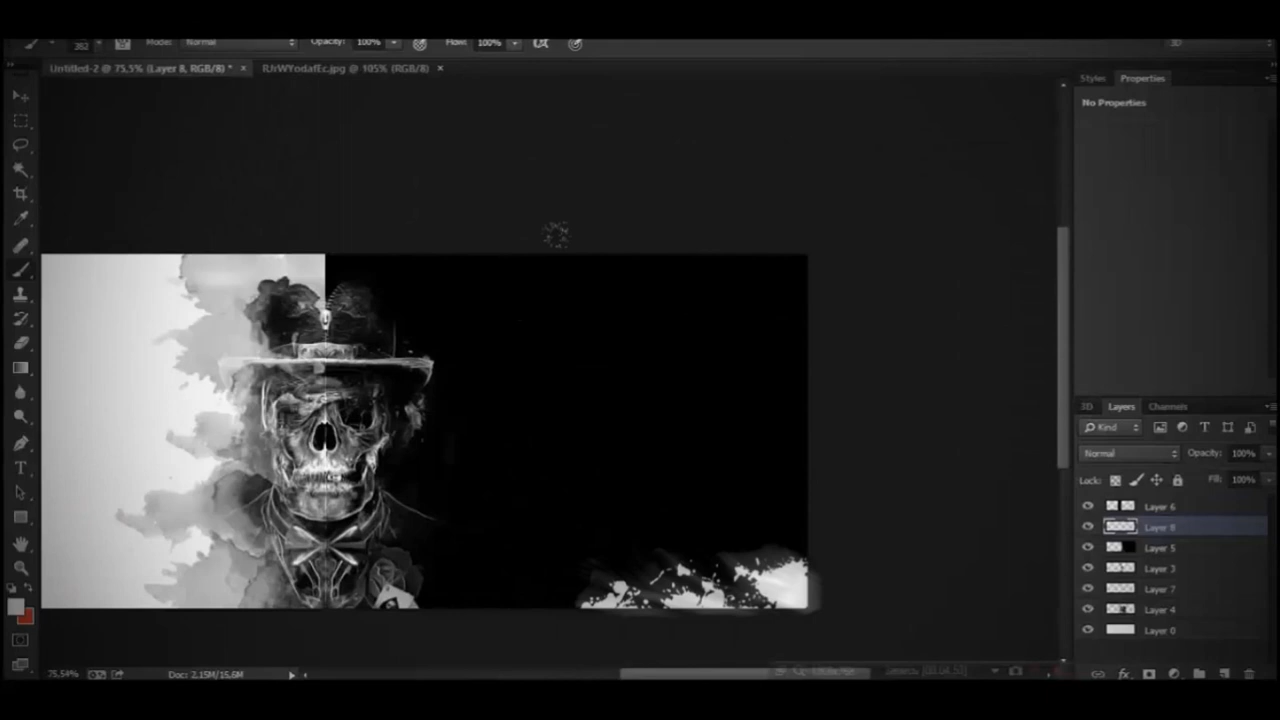 382 Mode: Normal Opacity: 100% Flow: 100% 3D
Untitled-2 @ 75,5% (Layer 8, RGB/8) * × RJrWYodafEc.jpg @ 105% (RGB/8) ×
Styles Properties
No Properties
3D Layers Channels
Kind
Normal Opacity: 100%
Lock: Fill: 100%
Layer 6
Layer 8
Layer 5
Layer 3
Layer 7
Layer 4
Layer 0
75,54% Doc: 2,15M/15,6M